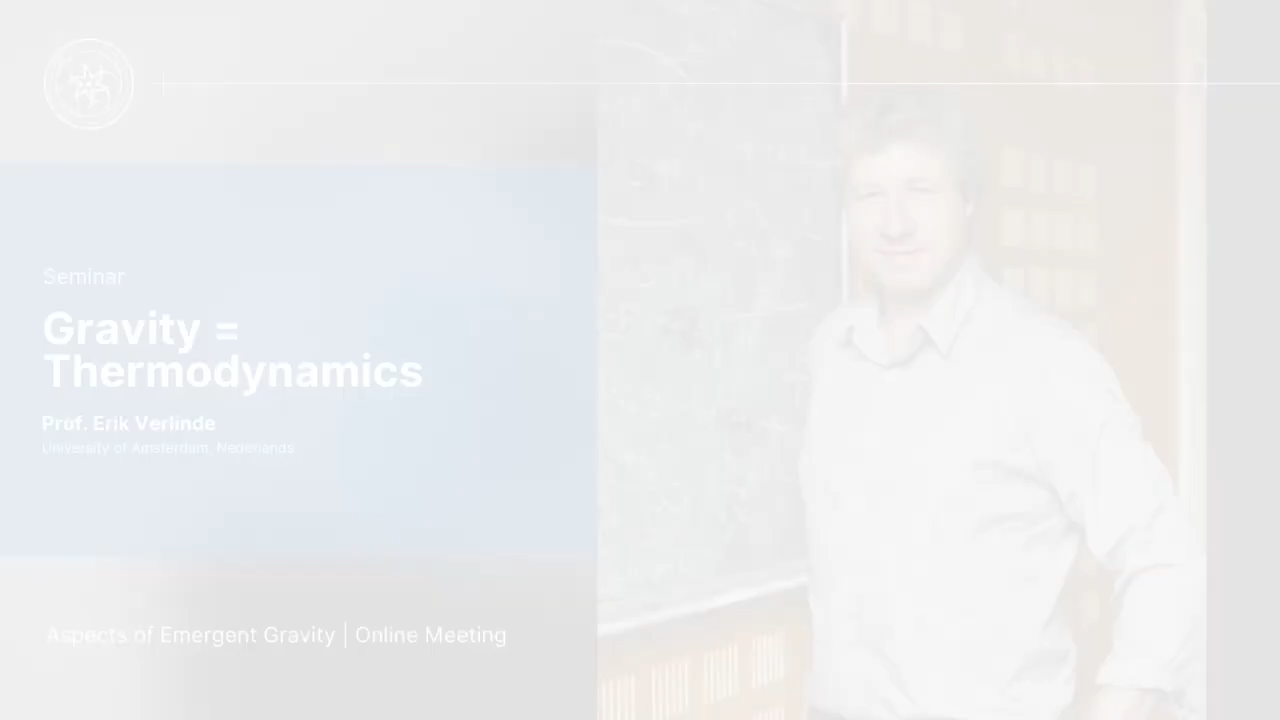 Seminar
Gravity =
Thermodynamics
Prof. Erik Verlinde
University of Amsterdam, Nederlands
Aspects of Emergent Gravity | Online Meeting